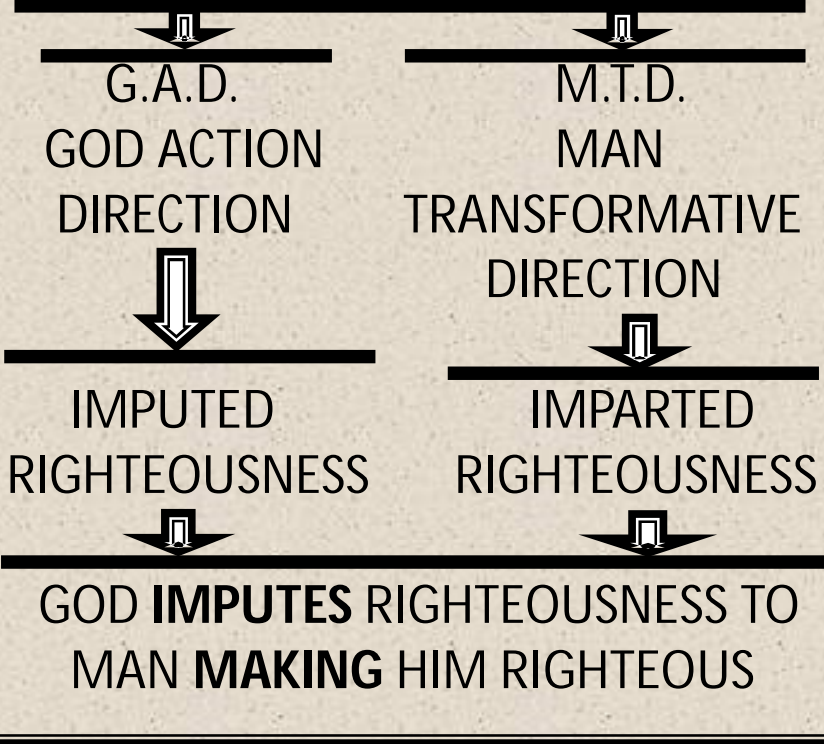 G.A.D.
GOD ACTION
DIRECTION
M.T.D.
MAN
TRANSFORMATIVE
DIRECTION
IMPUTED
RIGHTEOUSNESS
IMPARTED
RIGHTEOUSNESS
GOD IMPUTES RIGHTEOUSNESS TO
MAN MAKING HIM RIGHTEOUS